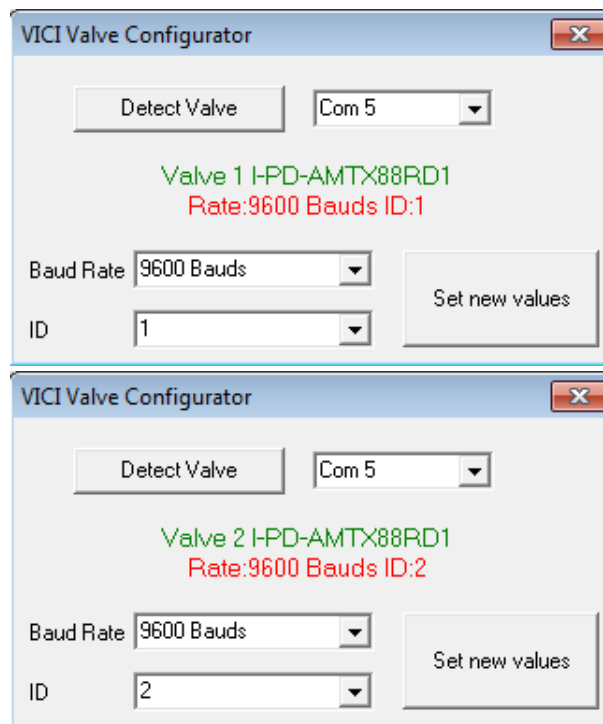 VICI Valve Configurator
Detect Valve
Com 5
Valve 1 I-PD-AMTX88RD1
Rate:9600 Bauds ID:1
Baud Rate
9600 Bauds
Set new values
ID
1
VICI Valve Configurator
Detect Valve
Com 5
Valve 2 I-PD-AMTX88RD1
Rate:9600 Bauds ID:2
Baud Rate
9600 Bauds
Set new values
ID
2